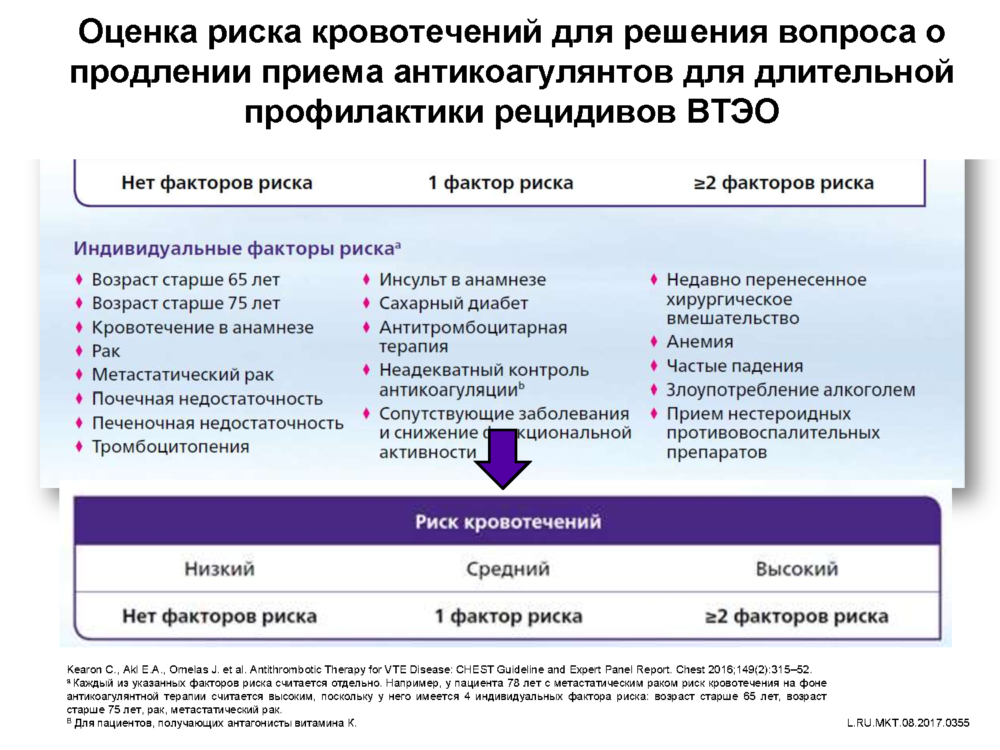 Оценка риска кровотечений для решения вопроса о
продлении приема антикоагулянтов для длительной
профилактики рецидивов ВТЭО
Нет факторов риска 1 фактор риска ≥2 факторов риска
Индивидуальные факторы рискаᵃ
Возраст старше 65 лет
Возраст старше 75 лет
Кровотечение в анамнезе
Рак
Метастатический рак
Почечная недостаточность
Печеночная недостаточность
Тромбоцитопения
Инсульт в анамнезе
Сахарный диабет
Антитромбоцитарная
терапия
Неадекватный контроль
антикоагуляцииᵇ
Сопутствующие заболевания
и снижение функциональной
активности
Недавно перенесенное
хирургическое
вмешательство
Анемия
Частые падения
Злоупотребление алкоголем
Прием нестероидных
противовоспалительных
препаратов
Риск кровотечений
Низкий Средний Высокий
Нет факторов риска 1 фактор риска ≥2 факторов риска
Kearon C., Akl E.A., Ornelas J. et al. Antithrombotic Therapy for VTE Disease: CHEST Guideline and Expert Panel Report. Chest 2016;149(2):315–52.
ᵃ Каждый из указанных факторов риска считается отдельно. Например, у пациента 78 лет с метастатическим раком риск кровотечения на фоне
антикоагулянтной терапии считается высоким, поскольку у него имеется 4 индивидуальных фактора риска: возраст старше 65 лет, возраст
старше 75 лет, рак, метастатический рак.
ᴮ Для пациентов, получающих антагонисты витамина К.
L.RU.MKT.08.2017.0355